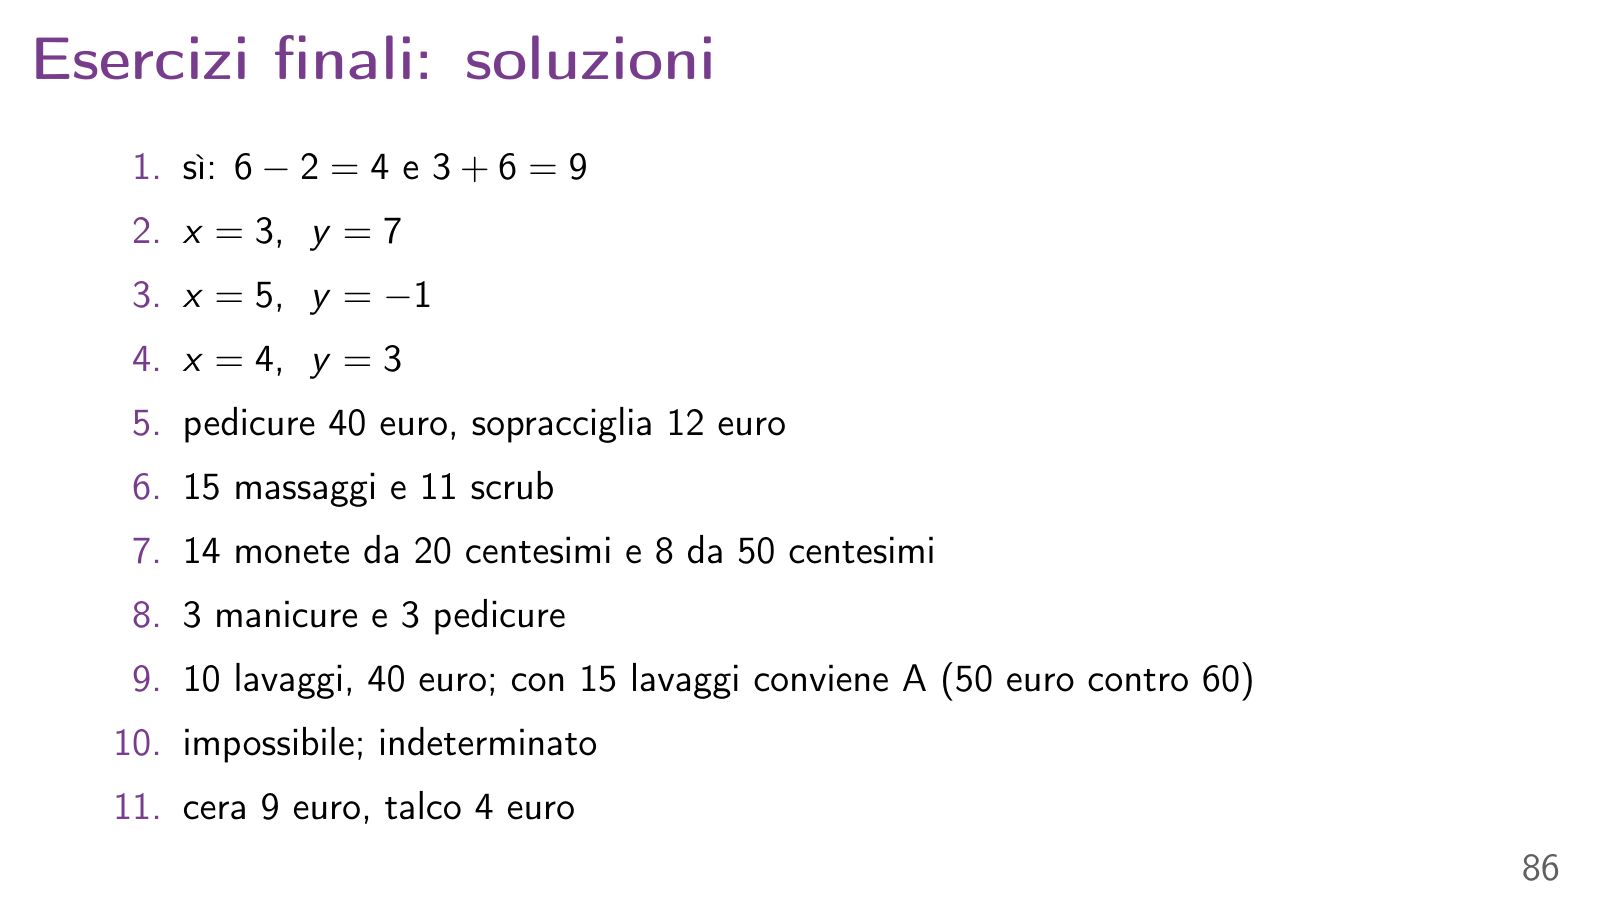 Esercizi finali: soluzioni
1. sì: 6 − 2 = 4 e 3 + 6 = 9
2. x = 3, y = 7
3. x = 5, y = −1
4. x = 4, y = 3
5. pedicure 40 euro, sopracciglia 12 euro
6. 15 massaggi e 11 scrub
7. 14 monete da 20 centesimi e 8 da 50 centesimi
8. 3 manicure e 3 pedicure
9. 10 lavaggi, 40 euro; con 15 lavaggi conviene A (50 euro contro 60)
10. impossibile; indeterminato
11. cera 9 euro, talco 4 euro
86